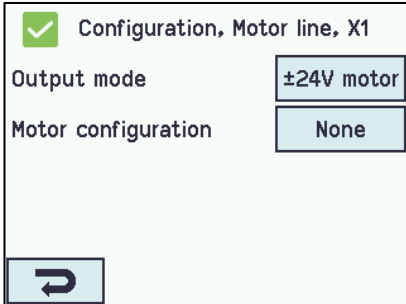 Configuration, Motor line, X1
Output mode ±24V motor
Motor configuration None